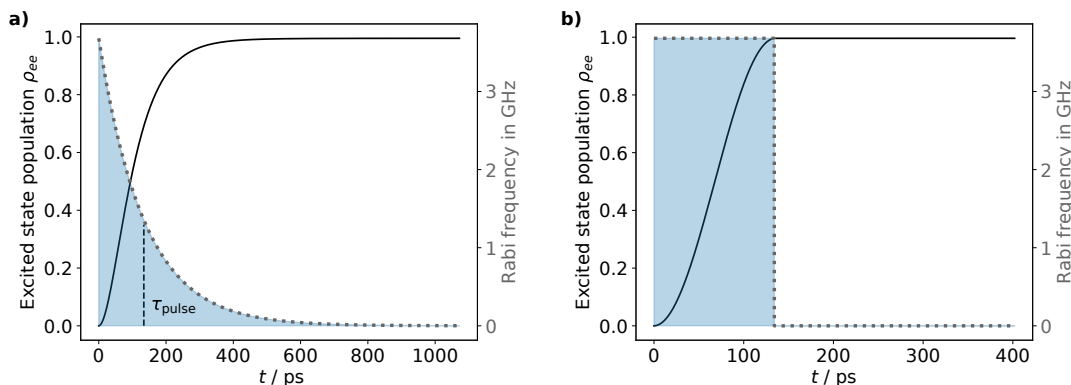 a)
Excited state population ρee
1.0
0.8
0.6
0.4
0.2
0.0
τpulse
3
2
1
0
Rabi frequency in GHz
0 200 400 600 800 1000
t / ps
b)
Excited state population ρee
1.0
0.8
0.6
0.4
0.2
0.0
3
2
1
0
Rabi frequency in GHz
0 100 200 300 400
t / ps